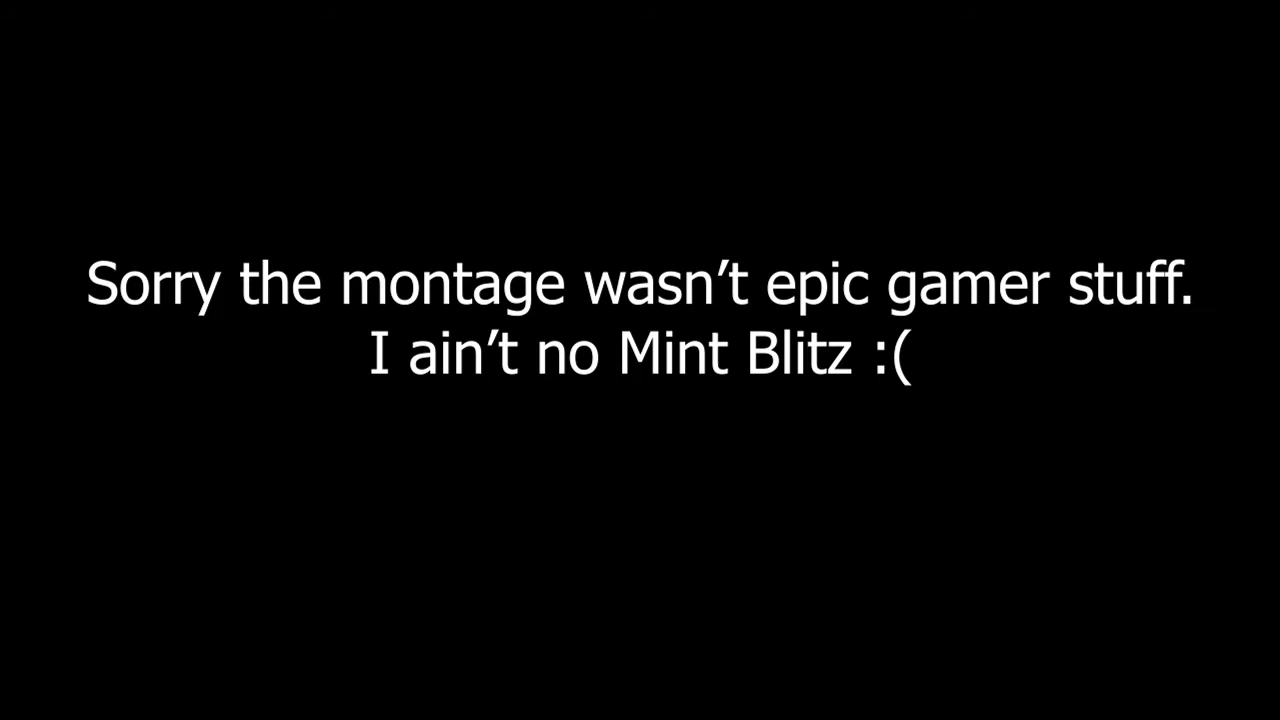 Sorry the montage wasn’t epic gamer stuff.
I ain’t no Mint Blitz :(